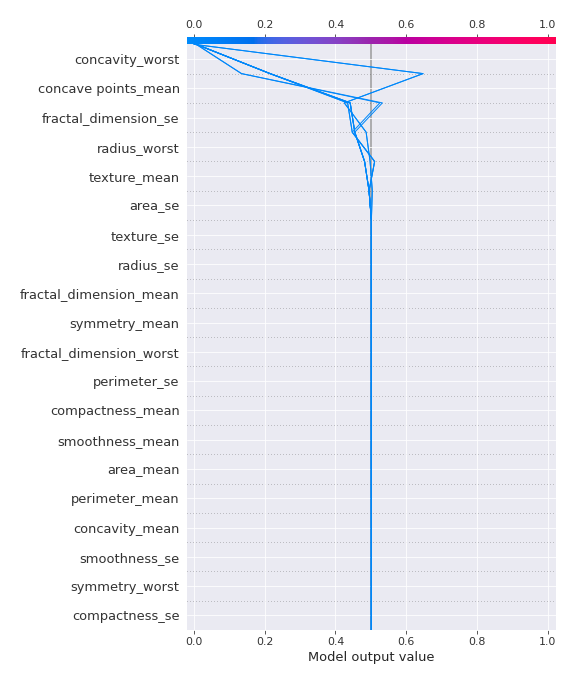 0.0 0.2 0.4 0.6 0.8 1.0
concavity_worst
concave points_mean
fractal_dimension_se
radius_worst
texture_mean
area_se
texture_se
radius_se
fractal_dimension_mean
symmetry_mean
fractal_dimension_worst
perimeter_se
compactness_mean
smoothness_mean
area_mean
perimeter_mean
concavity_mean
smoothness_se
symmetry_worst
compactness_se
0.0 0.2 0.4 0.6 0.8 1.0
Model output value